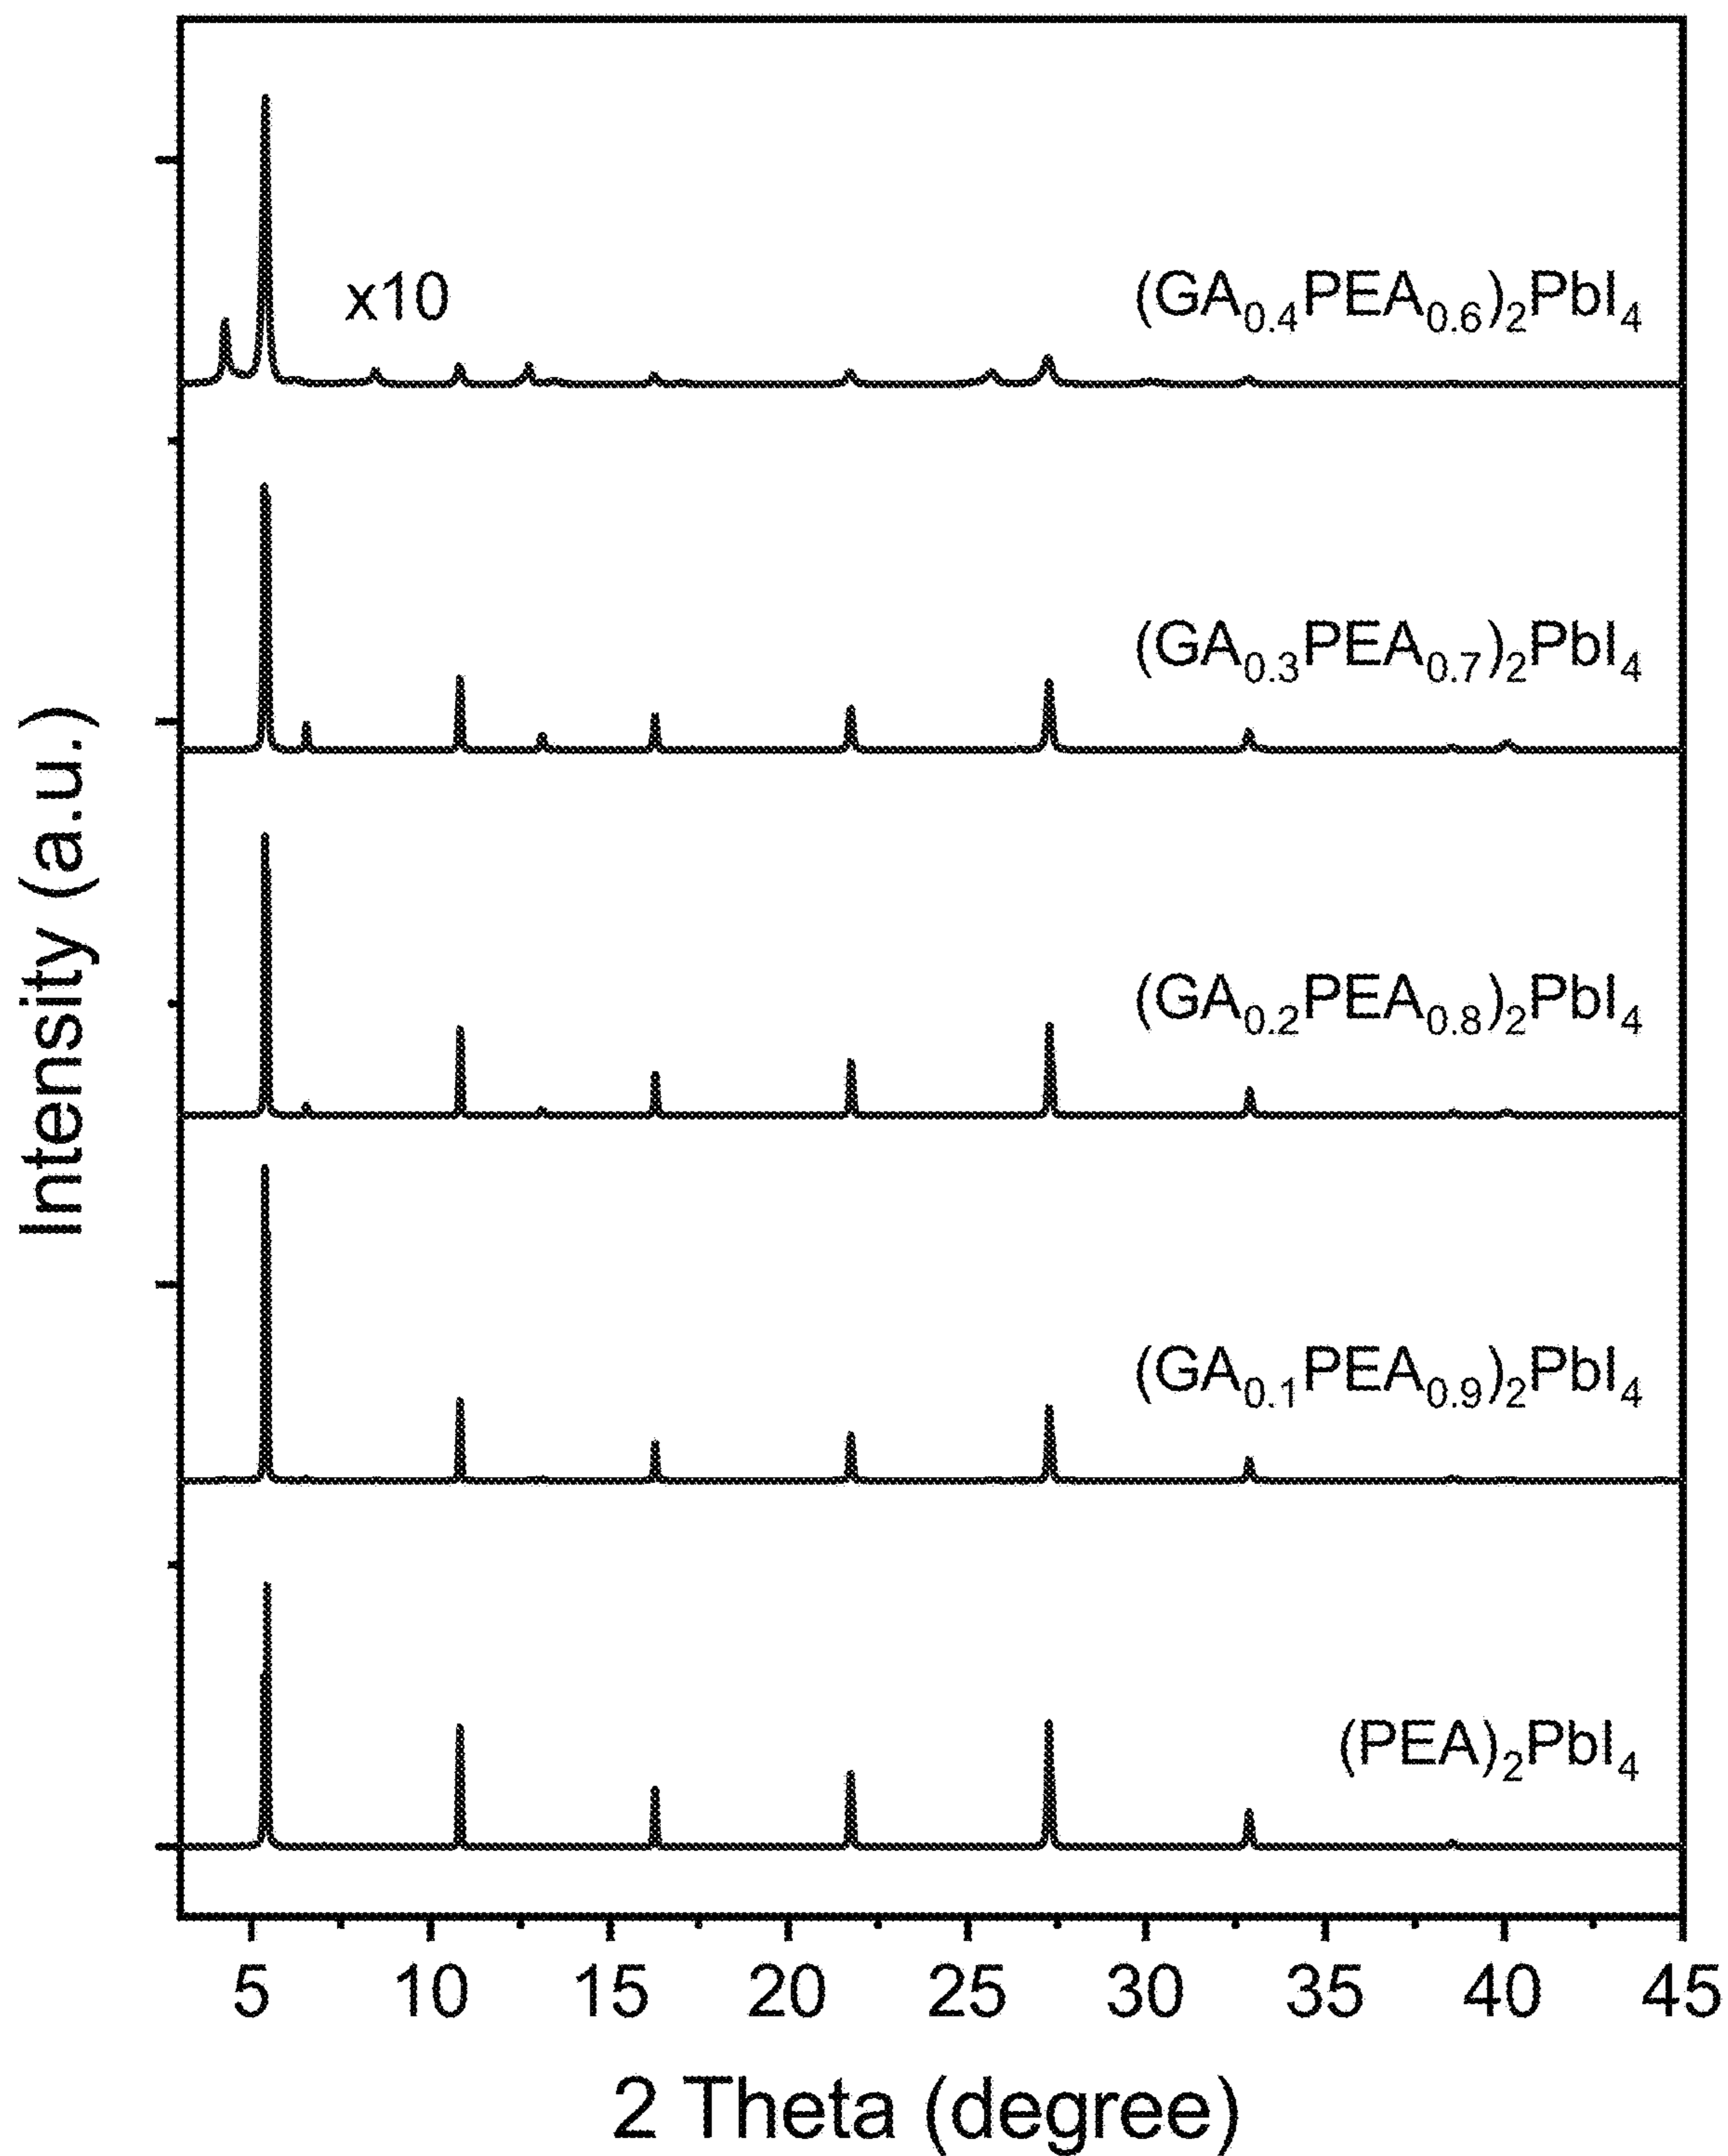 x10
(GA₀.₄PEA₀.₆)₂PbI₄
(GA₀.₃PEA₀.₇)₂PbI₄
(GA₀.₂PEA₀.₈)₂PbI₄
(GA₀.₁PEA₀.₉)₂PbI₄
(PEA)₂PbI₄
Intensity (a.u.)
5 10 15 20 25 30 35 40 45
2 Theta (degree)